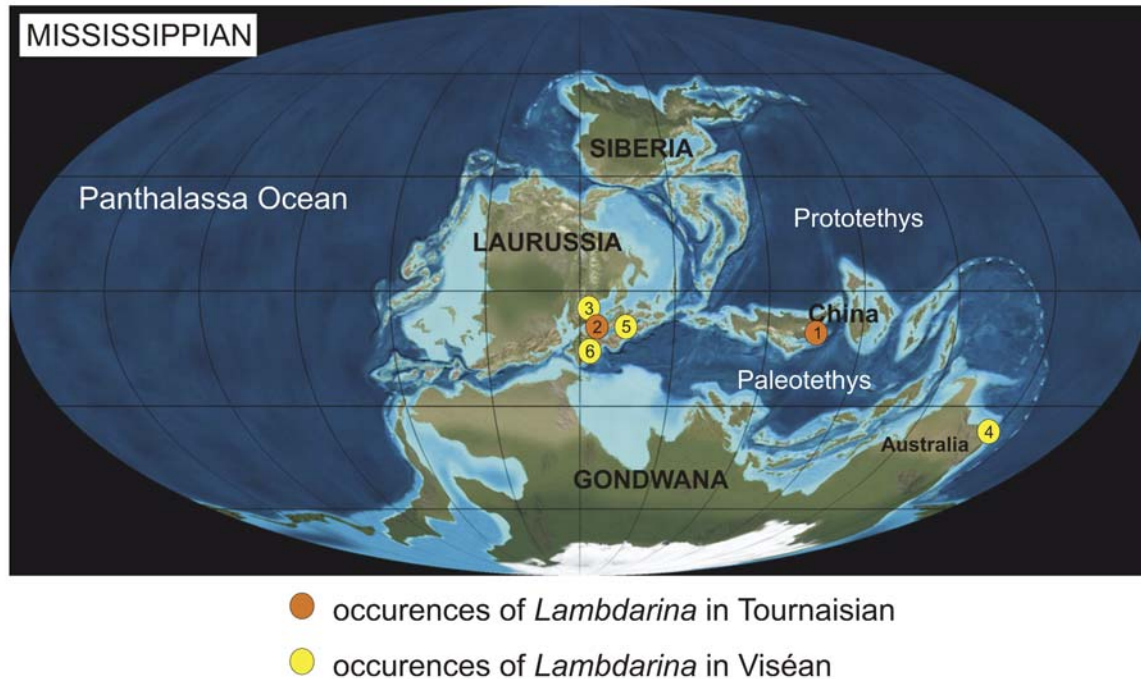 MISSISSIPPIAN
SIBERIA
Panthalassa Ocean
Prototethys
LAURUSSIA
3
China
2
5
1
6
Paleotethys
4
Australia
GONDWANA
occurences of Lambdarina in Tournaisian
occurences of Lambdarina in Viséan